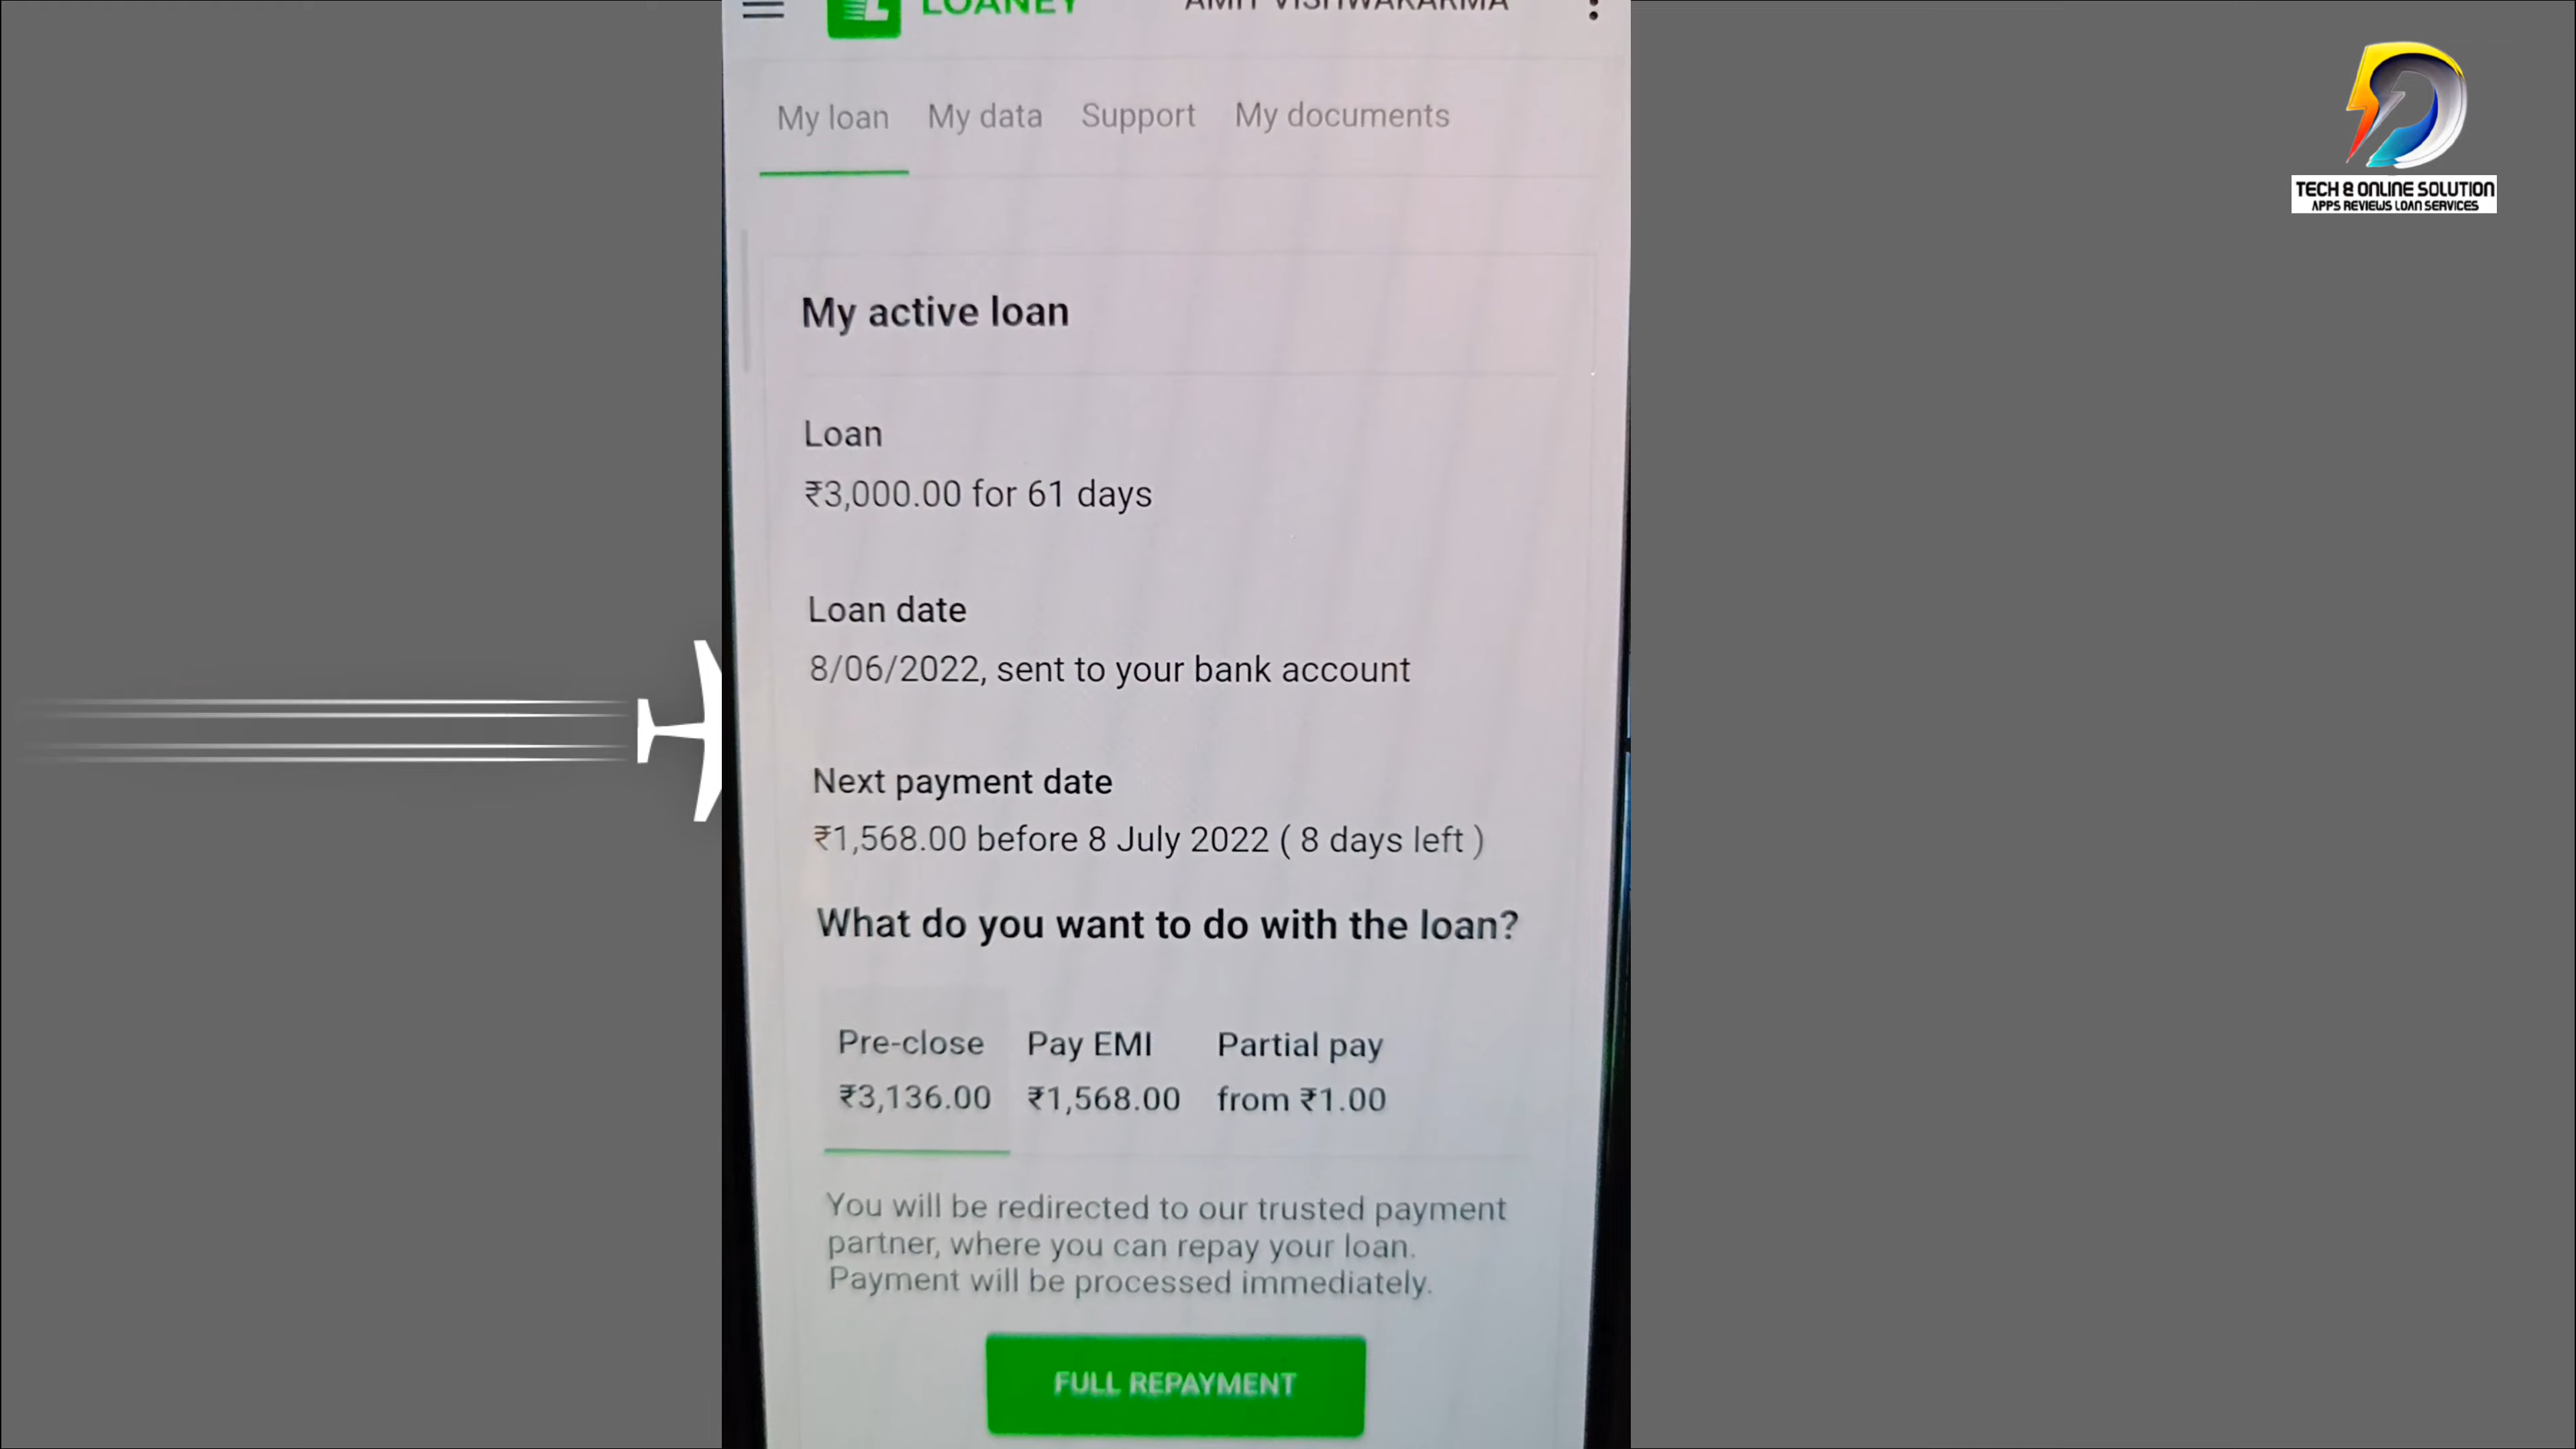 LOANEY
AMIT VISHWAKARMA
My loan My data Support My documents
My active loan
Loan
₹3,000.00 for 61 days
Loan date
8/06/2022, sent to your bank account
Next payment date
₹1,568.00 before 8 July 2022 ( 8 days left )
What do you want to do with the loan?
Pre-close Pay EMI Partial pay
₹3,136.00 ₹1,568.00 from ₹1.00
You will be redirected to our trusted payment
partner, where you can repay your loan.
Payment will be processed immediately.
FULL REPAYMENT
TECH & ONLINE SOLUTION
APPS REVIEWS LOAN SERVICES